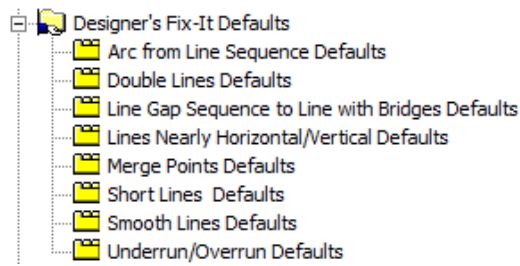 Designer's Fix-It Defaults
Arc from Line Sequence Defaults
Double Lines Defaults
Line Gap Sequence to Line with Bridges Defaults
Lines Nearly Horizontal/Vertical Defaults
Merge Points Defaults
Short Lines  Defaults
Smooth Lines Defaults
Underrun/Overrun Defaults